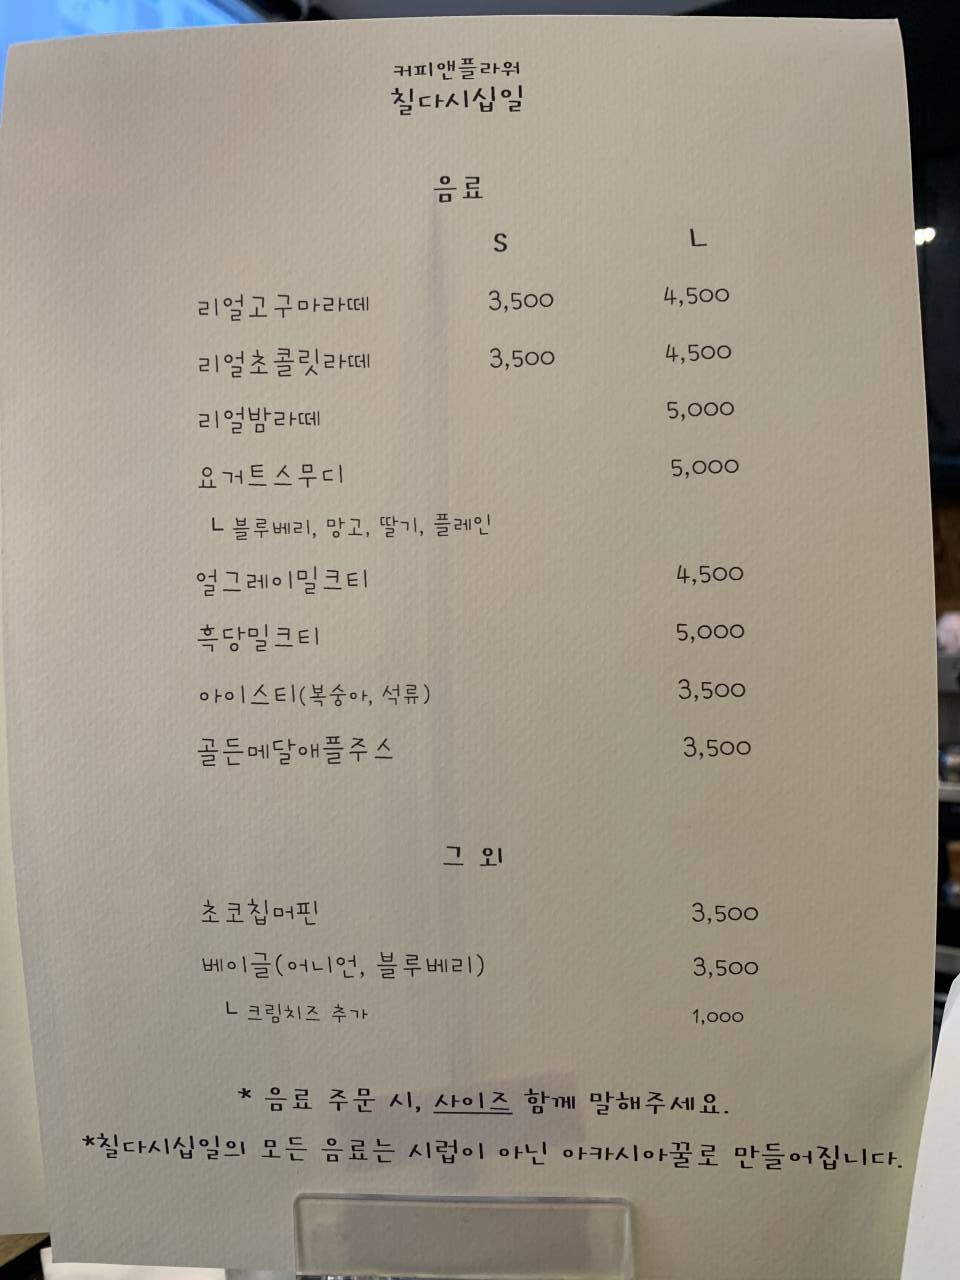 커피앤플라워
칠다시십일
음료
S L
리얼고구마라떼 3,500 4,500
리얼초콜릿라떼 3,500 4,500
리얼밤라떼 5,000
요거트스무디 5,000
ㄴ 블루베리, 망고, 딸기, 플레인
얼그레이밀크티 4,500
흑당밀크티 5,000
아이스티(복숭아, 석류) 3,500
골든메달애플주스 3,500
그 외
초코칩머핀 3,500
베이글(어니언, 블루베리) 3,500
ㄴ 크림치즈 추가 1,000
* 음료 주문 시, 사이즈 함께 말해주세요.
*칠다시십일의 모든 음료는 시럽이 아닌 아카시아꿀로 만들어집니다.